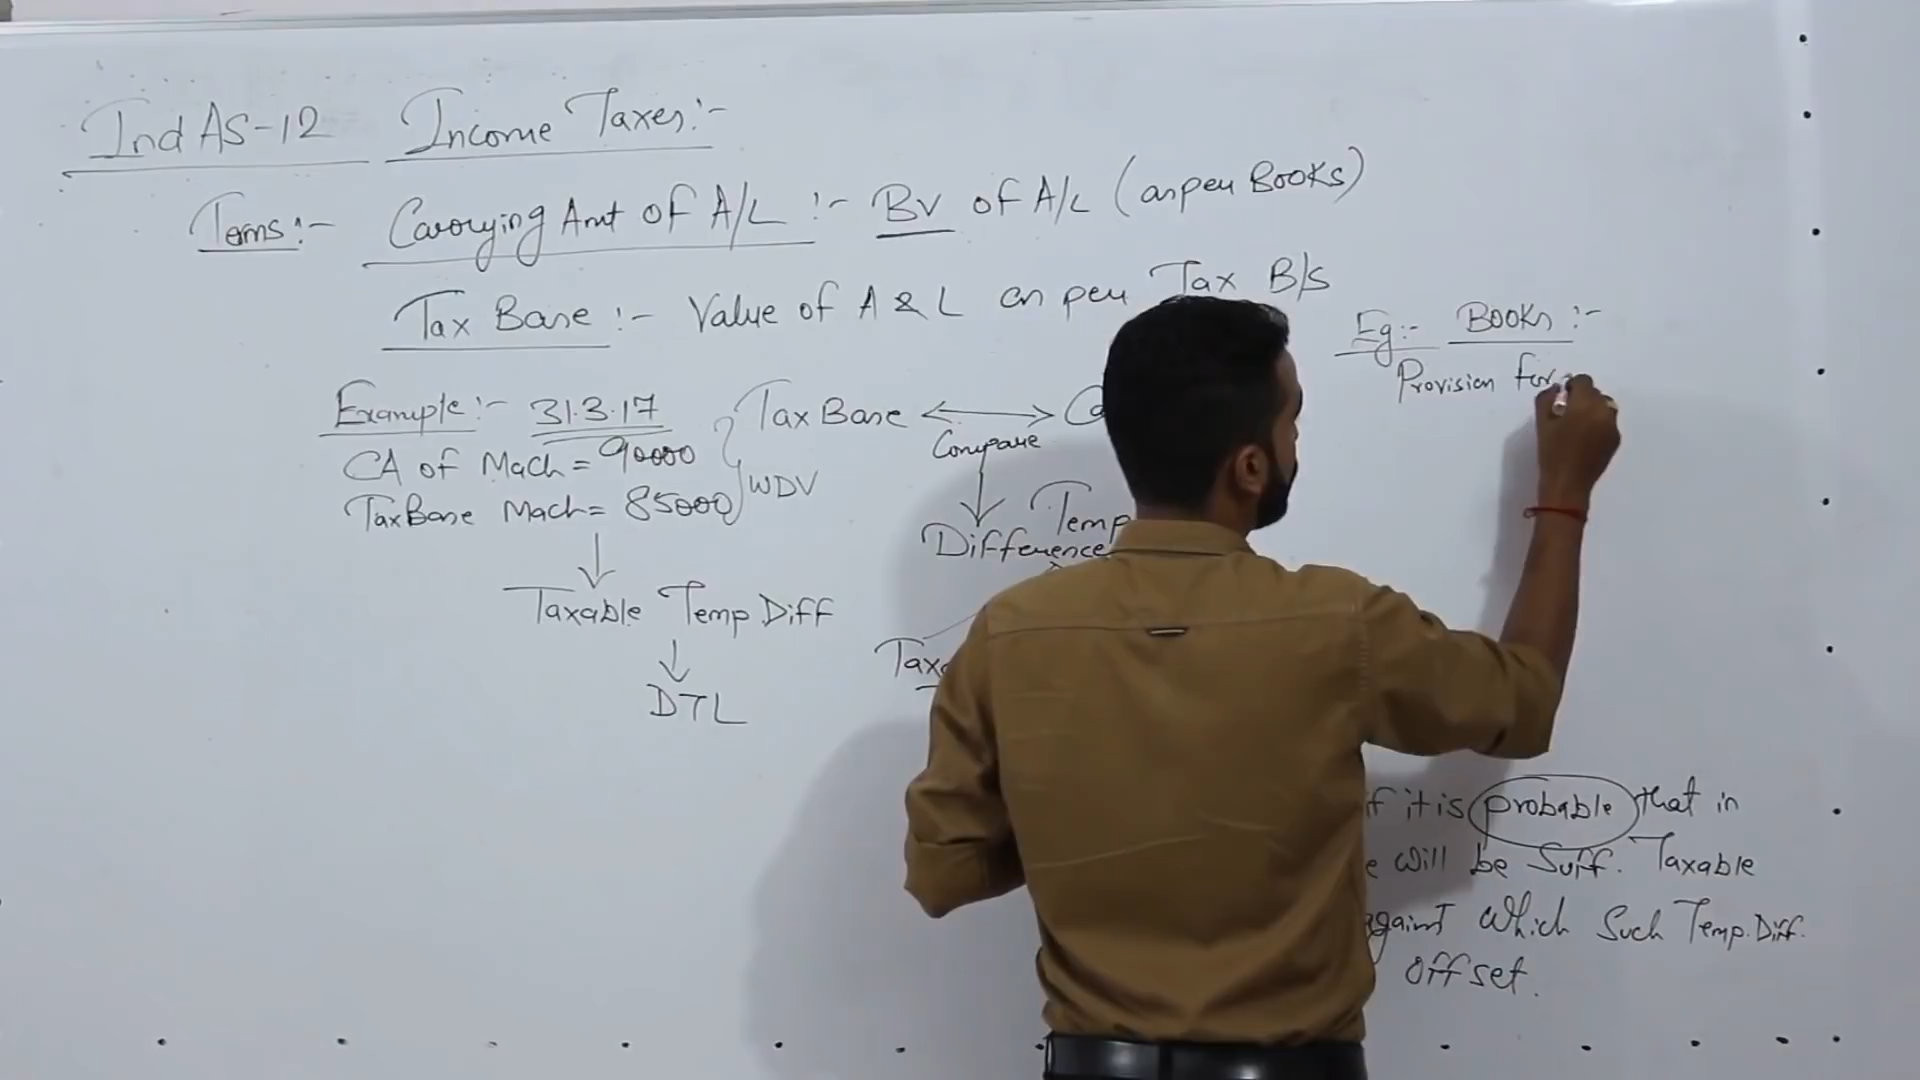 Ind AS-12 Income Taxes:-
Terms:- Carrying Amt of A/L :- BV of A/L (as per Books)
Tax Base :- Value of A & L as per Tax B/S
Example:- 31.3.17
CA of Mach = 90000
Tax Base Mach = 85000
WDV
Taxable Temp Diff
DTL
Tax Base
Compare
Temp
Difference
Eg:- Books :-
Provision for
if it is probable that in
will be Suff. Taxable
against which such Temp. Diff.
offset.